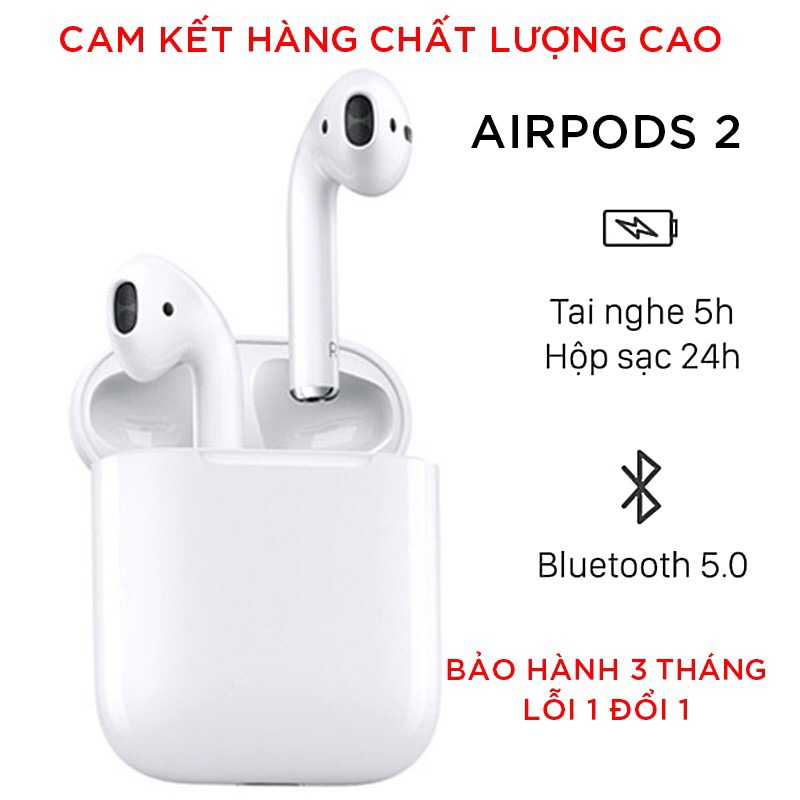 CAM KẾT HÀNG CHẤT LƯỢNG CAO
AIRPODS 2
Tai nghe 5h
Hộp sạc 24h
R
Bluetooth 5.0
BẢO HÀNH 3 THÁNG
LỖI 1 ĐỔI 1